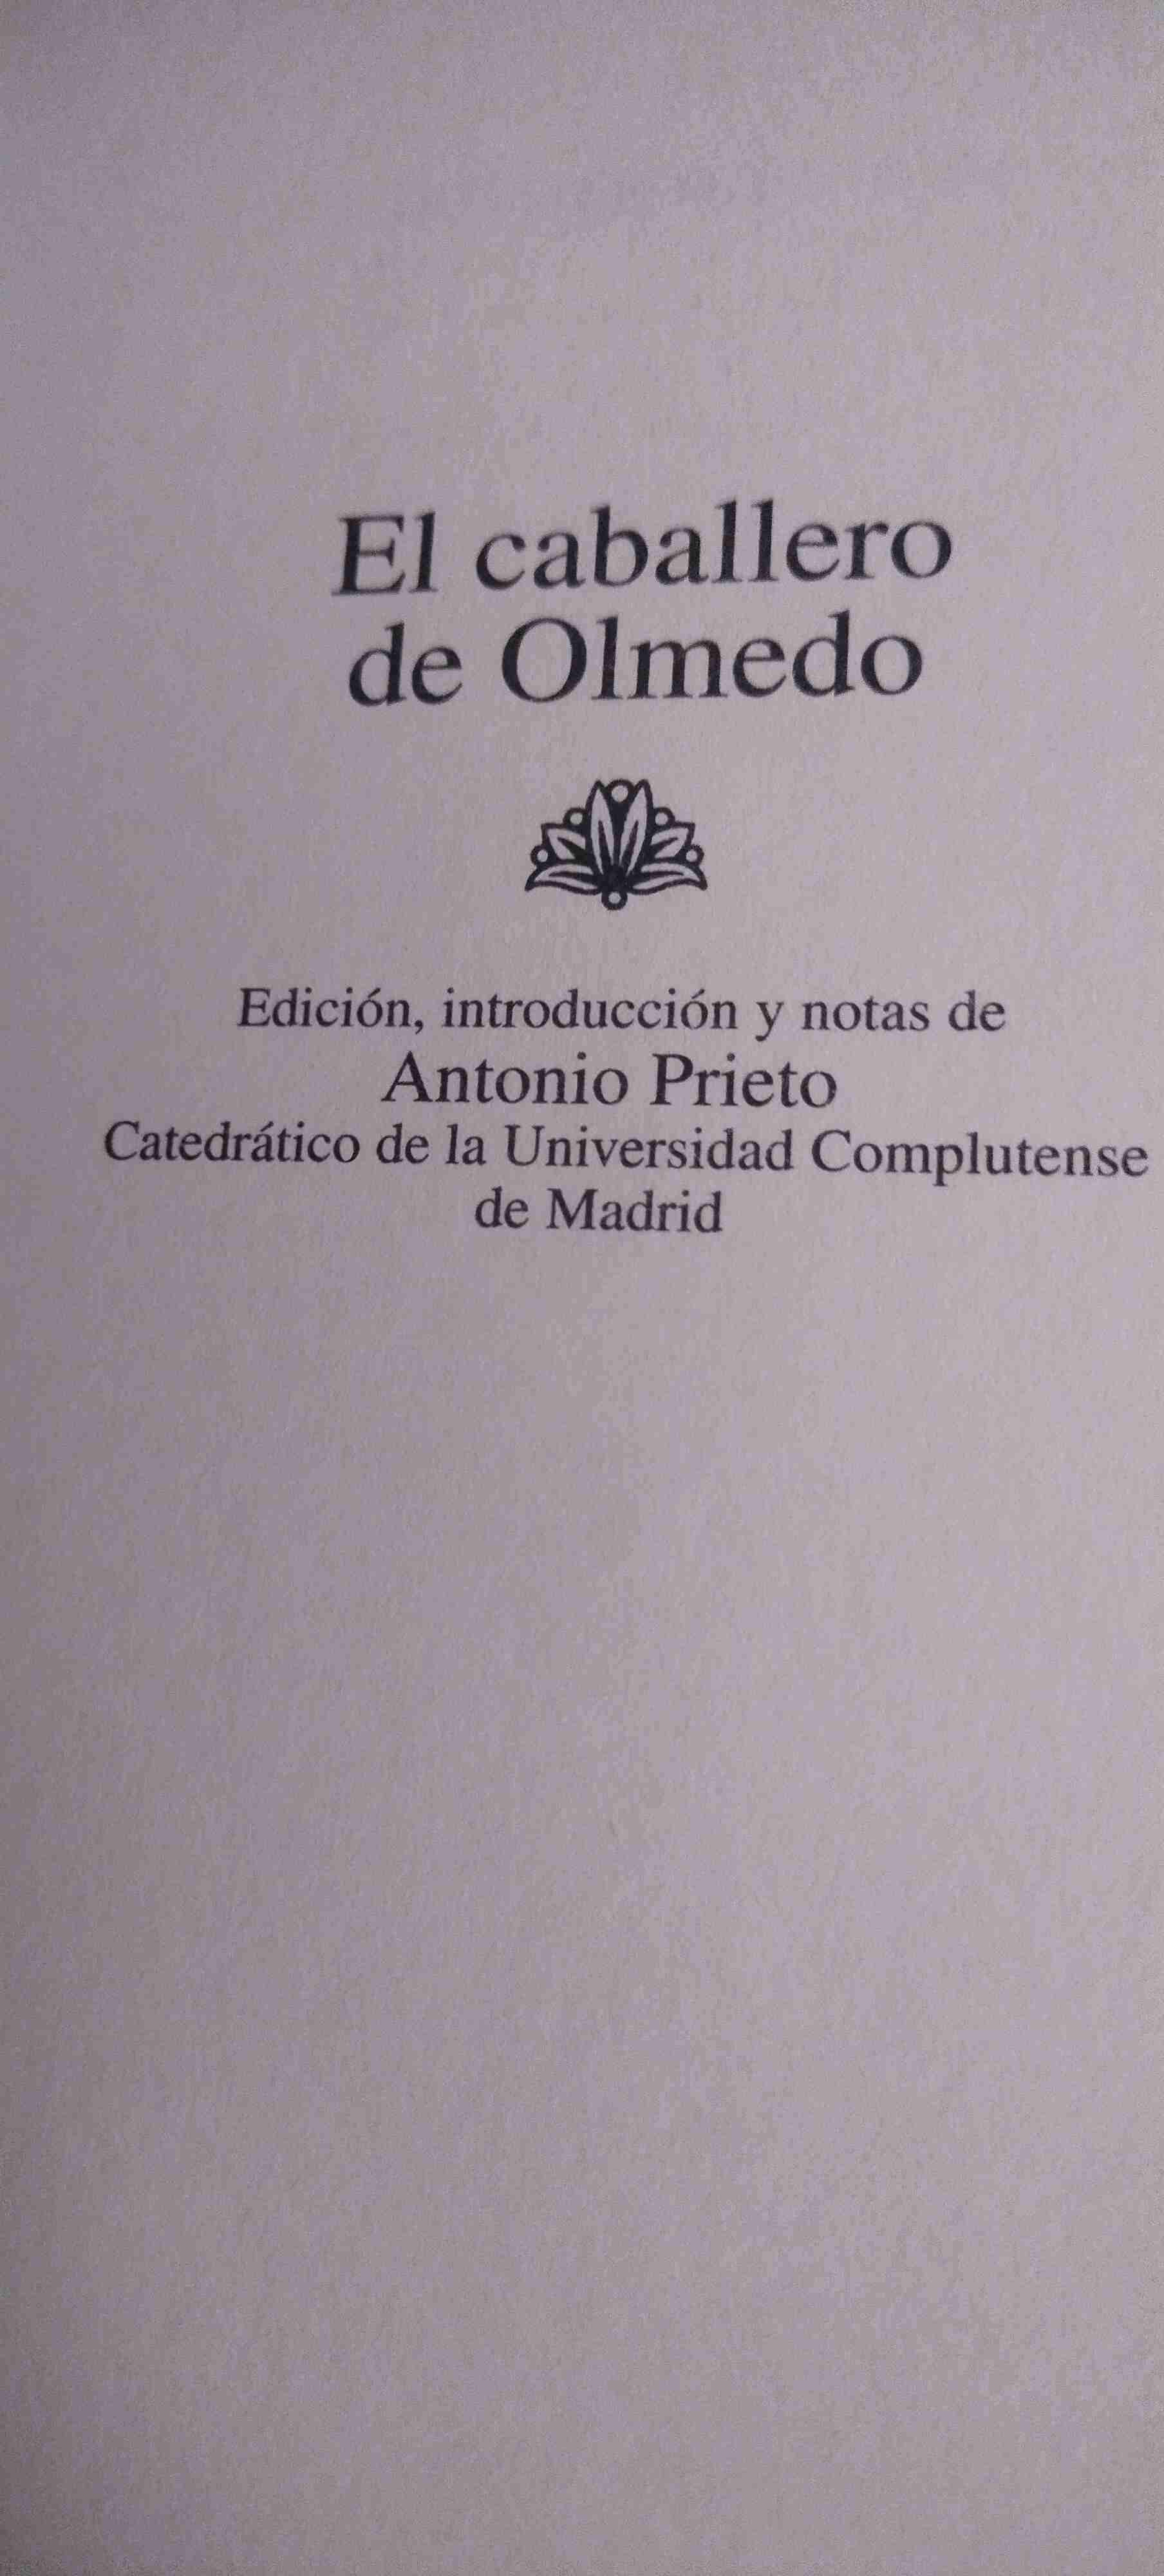 El caballero
de Olmedo
Edición, introducción y notas de
Antonio Prieto
Catedrático de la Universidad Complutense
de Madrid